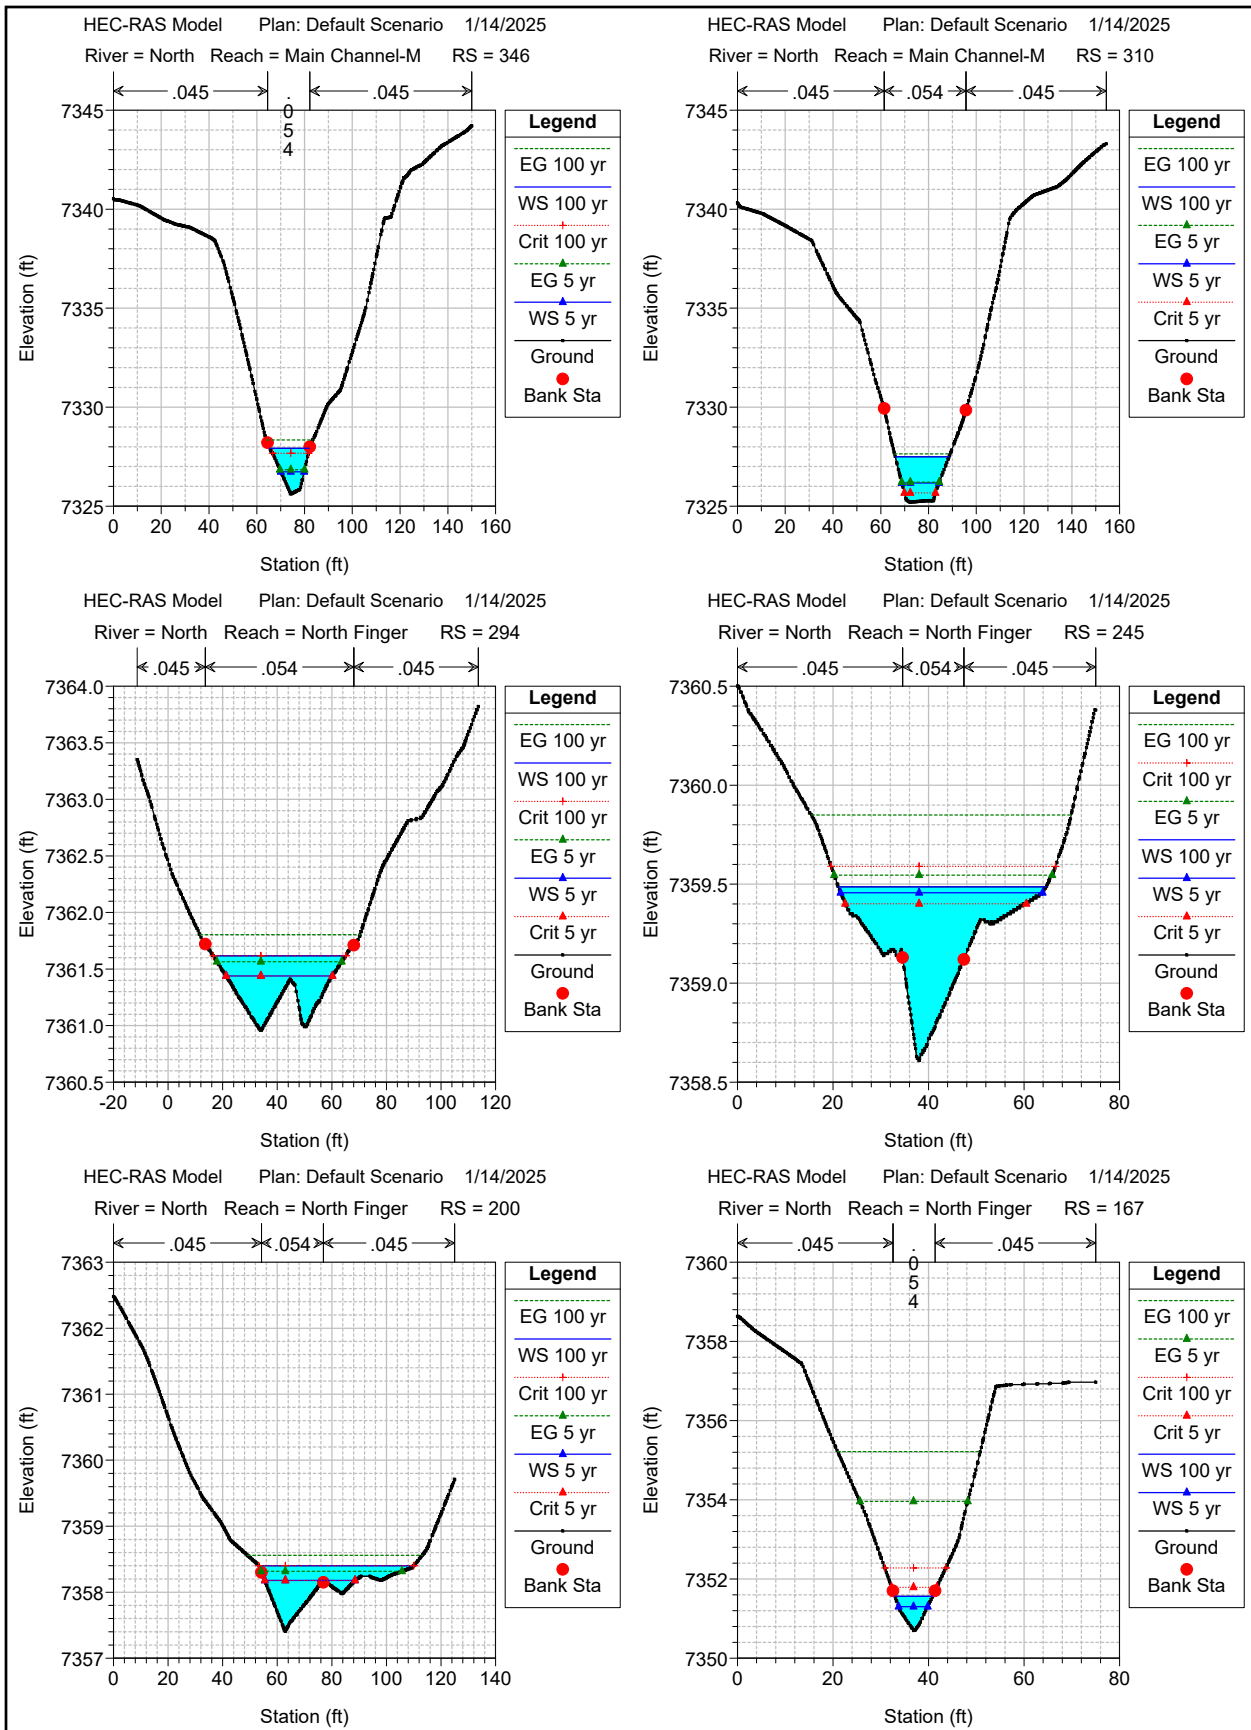 HEC-RAS Model Plan: Default Scenario 1/14/2025
River = North Reach = Main Channel-M RS = 346
.045 .054 .045
Elevation (ft)
7345
7340
7335
7330
7325
0 20 40 60 80 100 120 140 160
Station (ft)
Legend
EG 100 yr
WS 100 yr
Crit 100 yr
EG 5 yr
WS 5 yr
Ground
Bank Sta
HEC-RAS Model Plan: Default Scenario 1/14/2025
River = North Reach = Main Channel-M RS = 310
.045 .054 .045
Elevation (ft)
7345
7340
7335
7330
7325
0 20 40 60 80 100 120 140 160
Station (ft)
Legend
EG 100 yr
WS 100 yr
EG 5 yr
WS 5 yr
Crit 5 yr
Ground
Bank Sta
HEC-RAS Model Plan: Default Scenario 1/14/2025
River = North Reach = North Finger RS = 294
.045 .054 .045
Elevation (ft)
7364.0
7363.5
7363.0
7362.5
7362.0
7361.5
7361.0
7360.5
-20 0 20 40 60 80 100 120
Station (ft)
Legend
EG 100 yr
WS 100 yr
Crit 100 yr
EG 5 yr
WS 5 yr
Crit 5 yr
Ground
Bank Sta
HEC-RAS Model Plan: Default Scenario 1/14/2025
River = North Reach = North Finger RS = 245
.045 .054 .045
Elevation (ft)
7360.5
7360.0
7359.5
7359.0
7358.5
0 20 40 60 80
Station (ft)
Legend
EG 100 yr
Crit 100 yr
EG 5 yr
WS 100 yr
WS 5 yr
Crit 5 yr
Ground
Bank Sta
HEC-RAS Model Plan: Default Scenario 1/14/2025
River = North Reach = North Finger RS = 200
.045 .054 .045
Elevation (ft)
7363
7362
7361
7360
7359
7358
7357
0 20 40 60 80 100 120 140
Station (ft)
Legend
EG 100 yr
WS 100 yr
Crit 100 yr
EG 5 yr
WS 5 yr
Crit 5 yr
Ground
Bank Sta
HEC-RAS Model Plan: Default Scenario 1/14/2025
River = North Reach = North Finger RS = 167
.045 .054 .045
Elevation (ft)
7360
7358
7356
7354
7352
7350
0 20 40 60 80
Station (ft)
Legend
EG 100 yr
EG 5 yr
Crit 100 yr
Crit 5 yr
WS 100 yr
WS 5 yr
Ground
Bank Sta